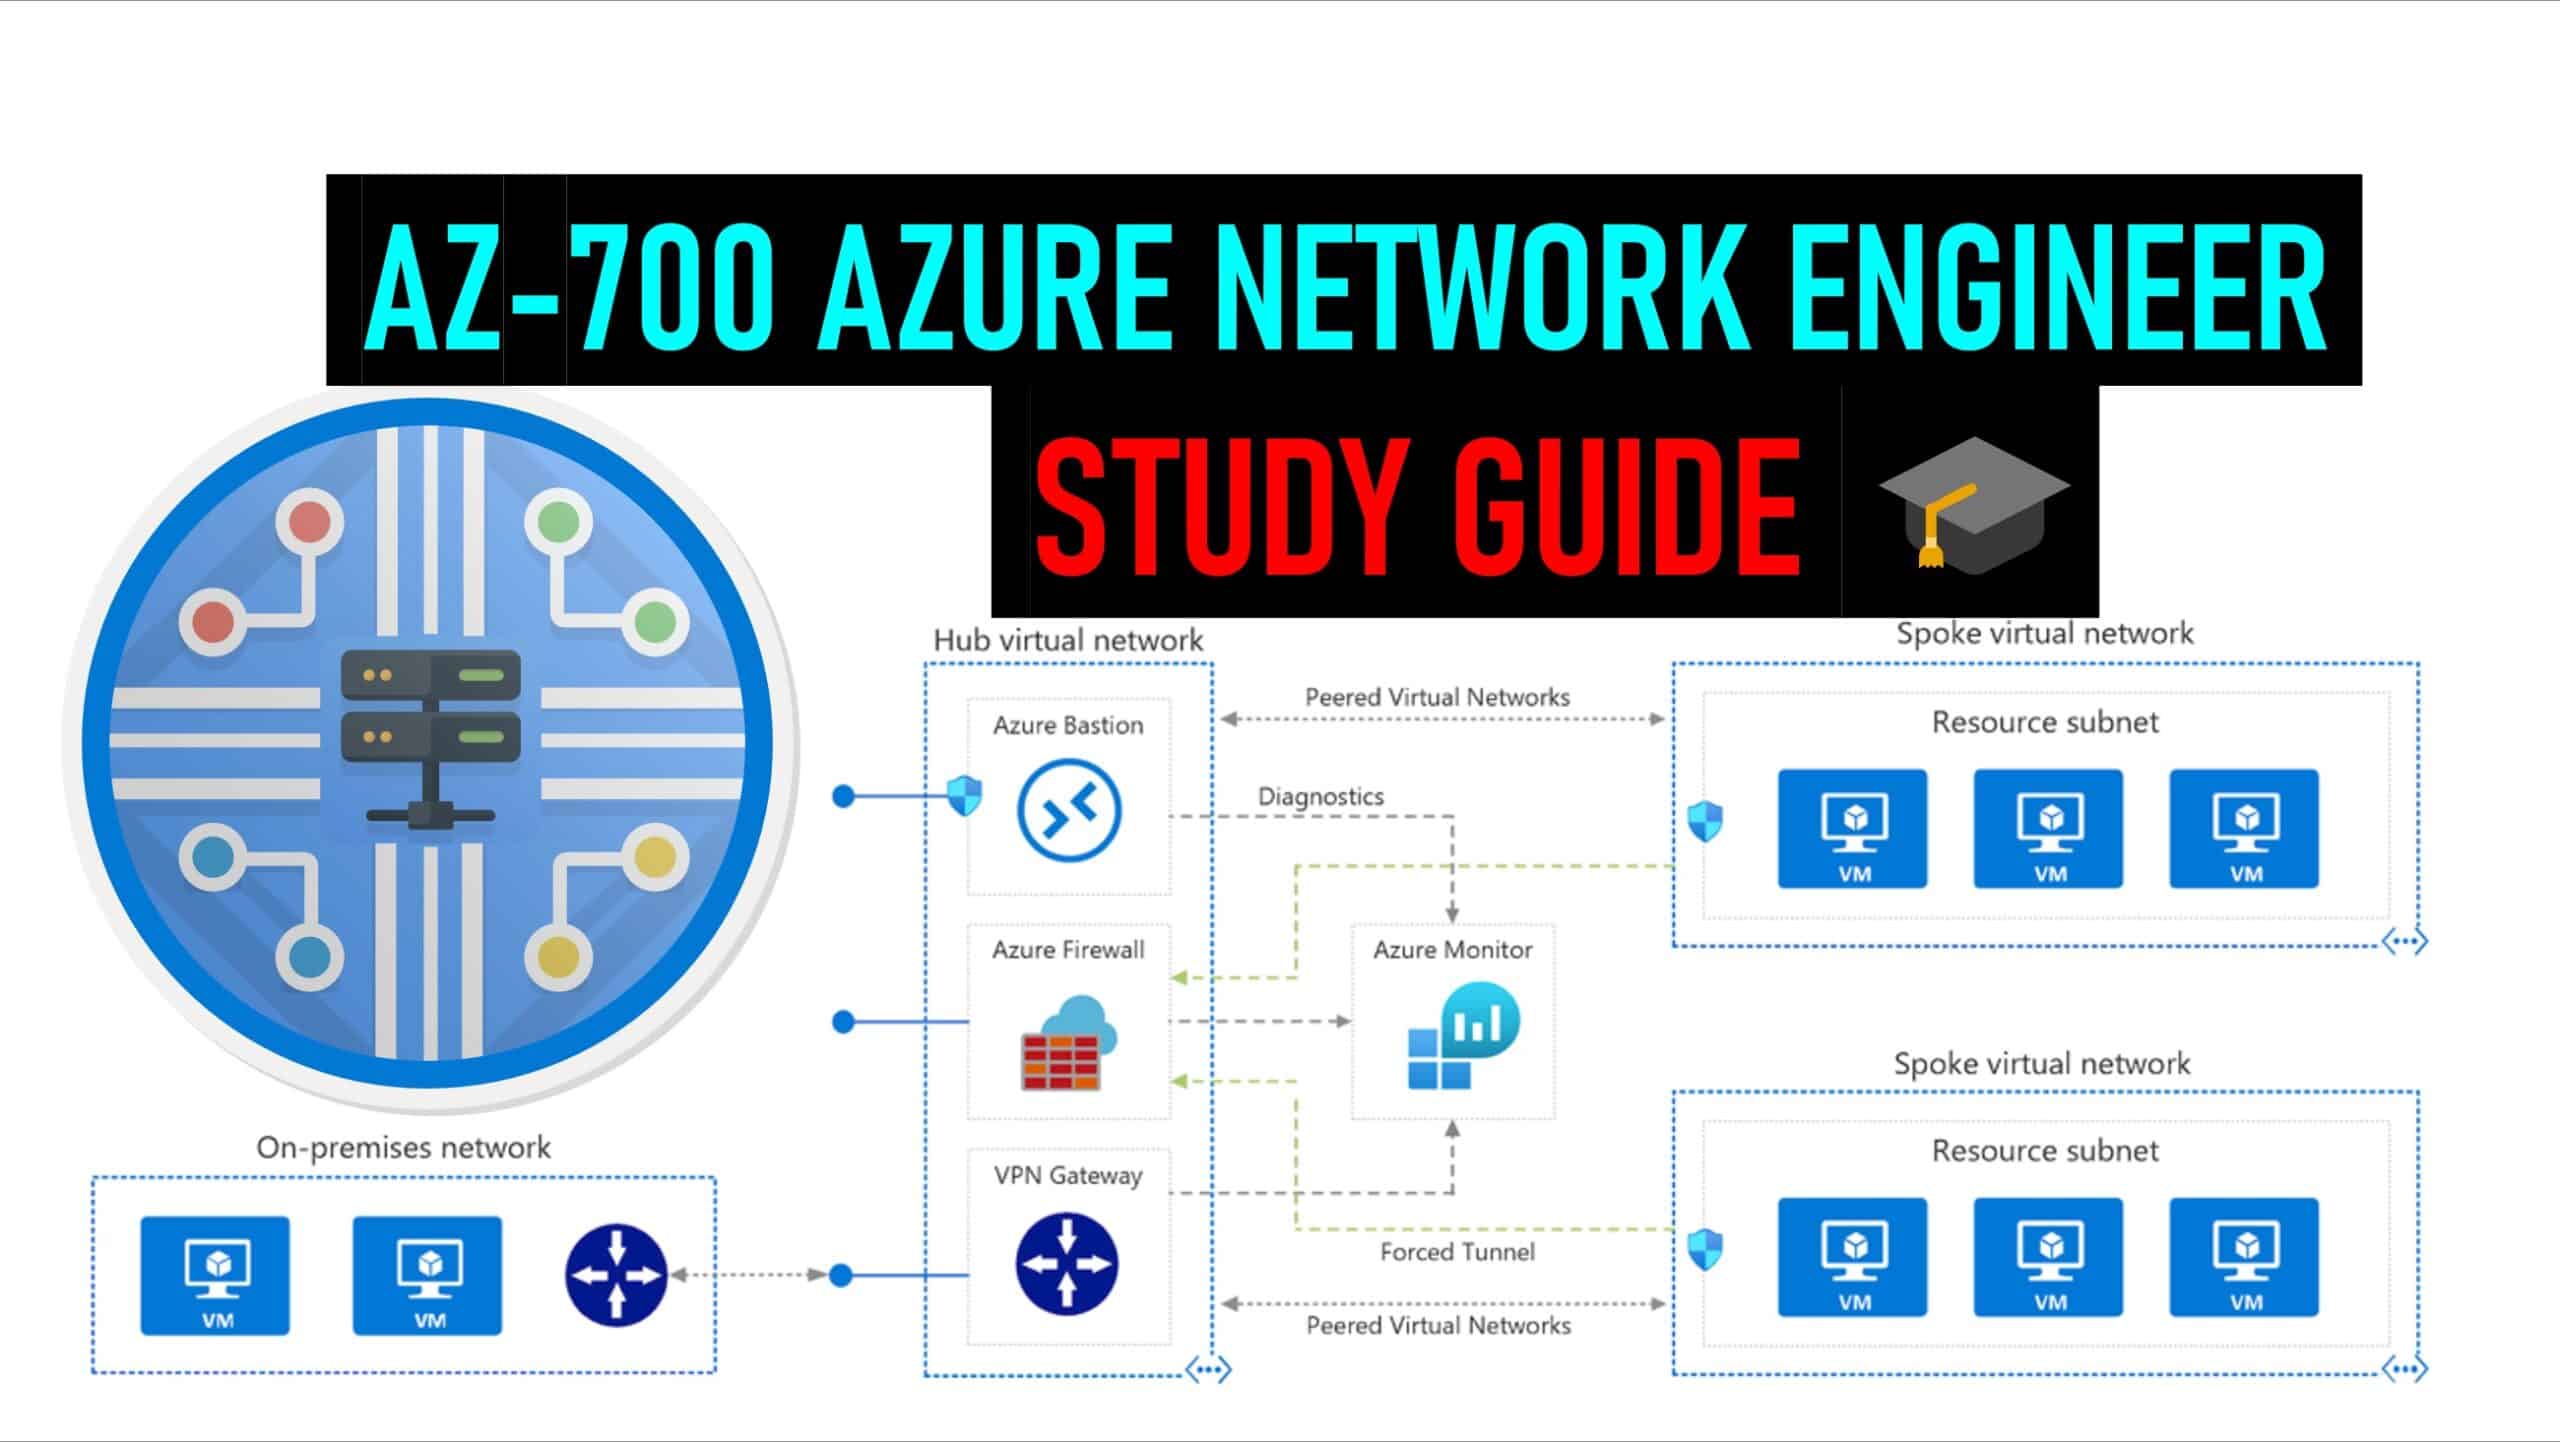 AZ-700 AZURE NETWORK ENGINEER
STUDY GUIDE
Hub virtual network
Spoke virtual network
Peered Virtual Networks
Azure Bastion
Resource subnet
Diagnostics
VM
VM
VM
Azure Firewall
Azure Monitor
Spoke virtual network
On-premises network
VPN Gateway
Resource subnet
Forced Tunnel
VM
VM
VM
VM
VM
Peered Virtual Networks